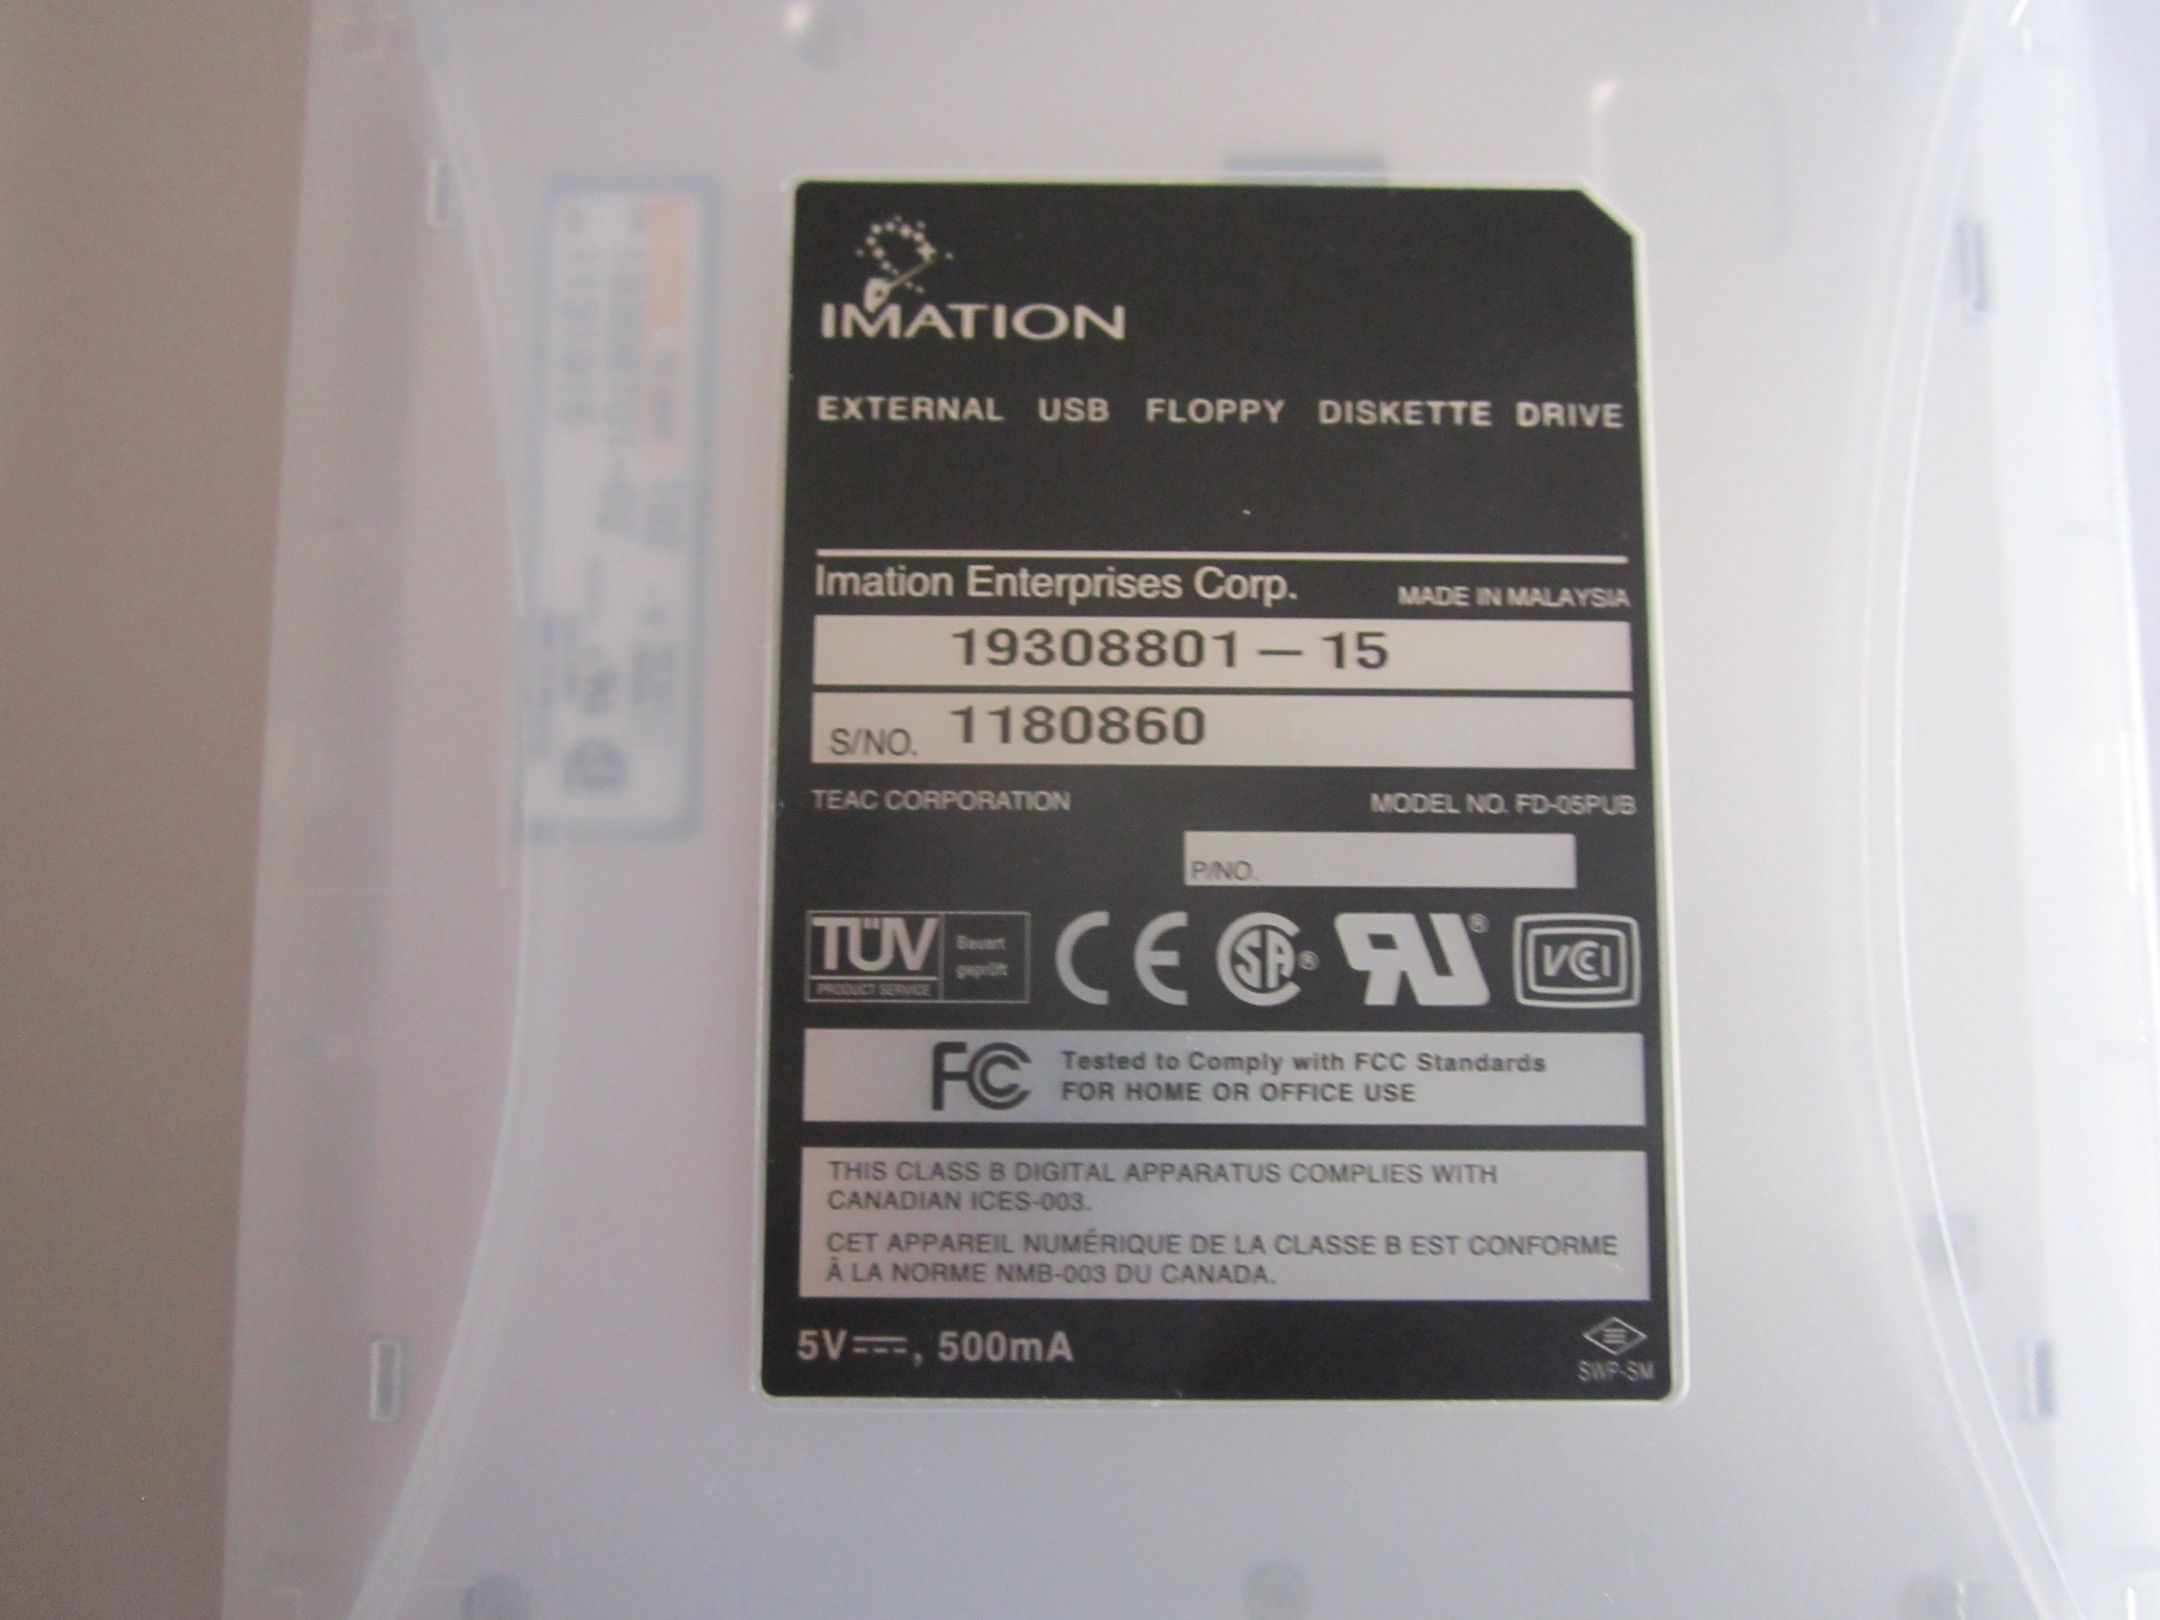 IMATION
EXTERNAL USB FLOPPY DISKETTE DRIVE
Imation Enterprises Corp. MADE IN MALAYSIA
19308801-15
S/NO. 1180860
TEAC CORPORATION MODEL NO. FD-05PUB
P/NO.
TÜV Bauart geprüft
PRODUCT SERVICE
CE SA® RU® VCCI
FC Tested to Comply with FCC Standards
FOR HOME OR OFFICE USE
THIS CLASS B DIGITAL APPARATUS COMPLIES WITH
CANADIAN ICES-003.
CET APPAREIL NUMÉRIQUE DE LA CLASSE B EST CONFORME
À LA NORME NMB-003 DU CANADA.
5V⎓, 500mA
SWP-SM